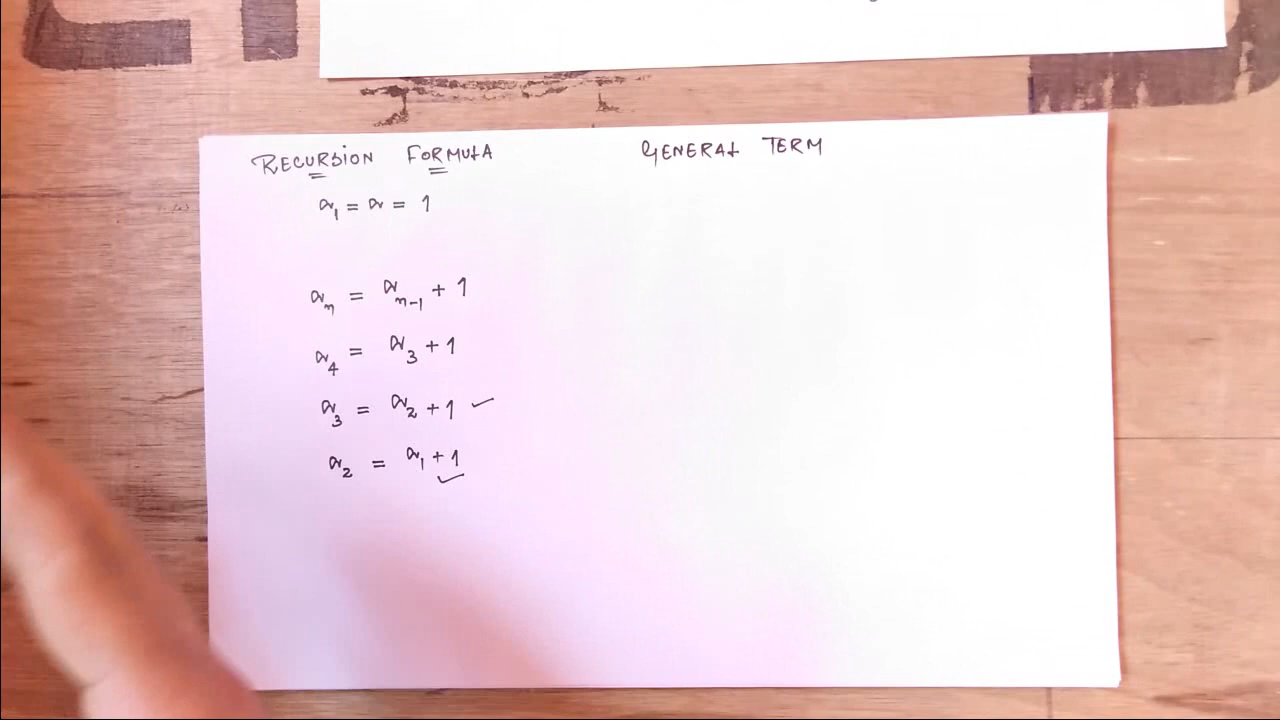 RECURSION FORMULA
GENERAL TERM
a₁ = a = 1
aₙ = aₙ₋₁ + 1
a₄ = a₃ + 1
a₃ = a₂ + 1 ✓
a₂ = a₁ + 1 ✓